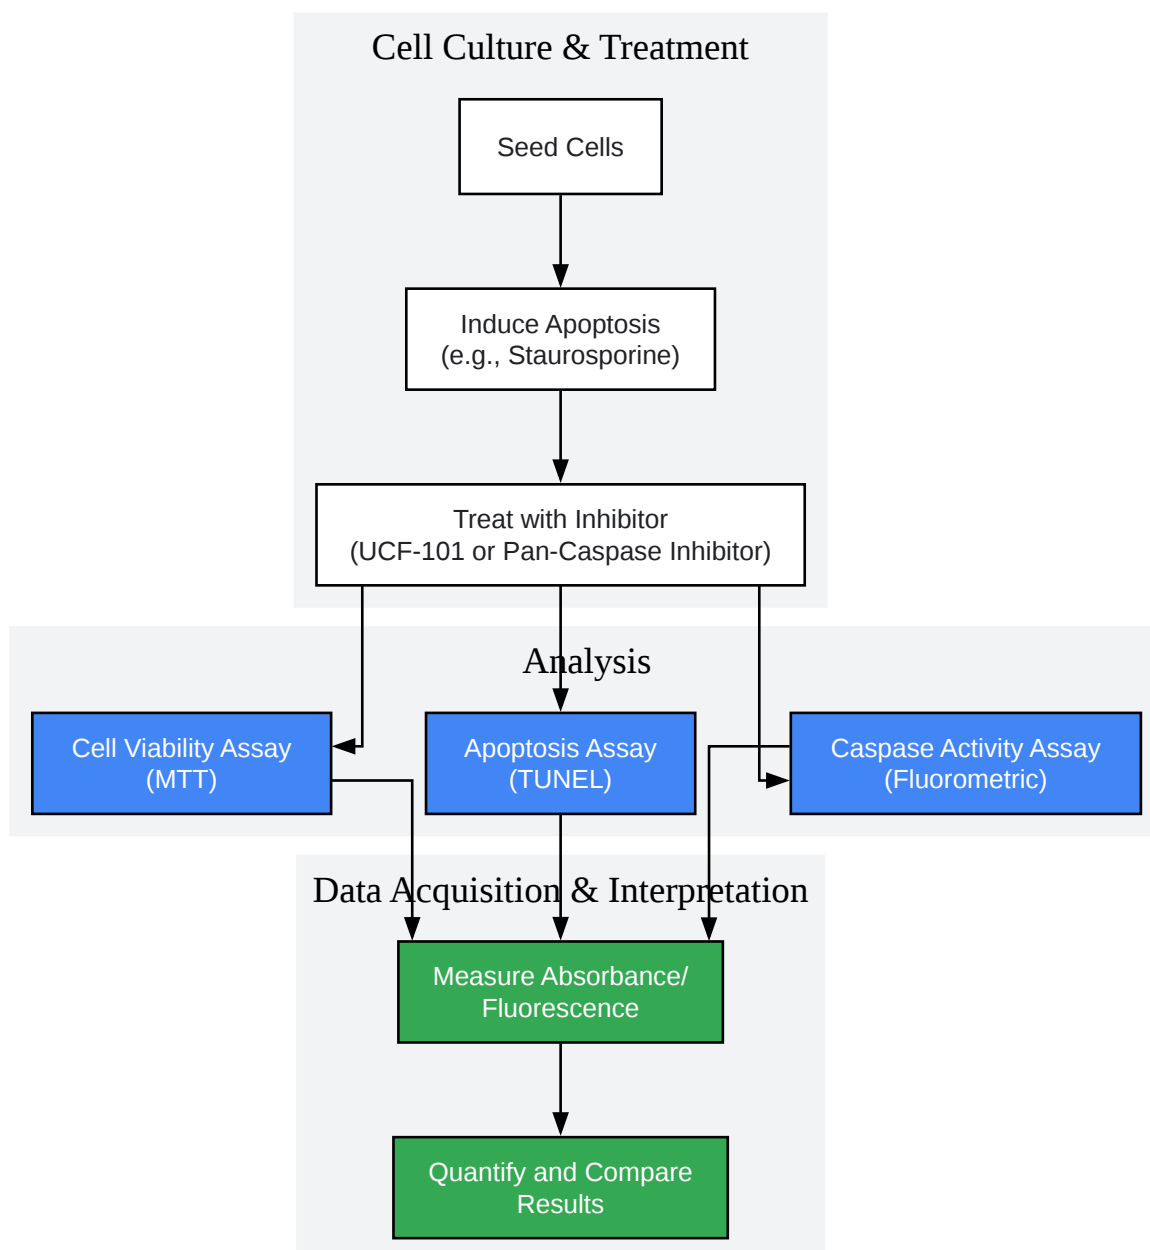 Cell Culture & Treatment
Seed Cells
Induce Apoptosis
(e.g., Staurosporine)
Treat with Inhibitor
(UCF-101 or Pan-Caspase Inhibitor)
Analysis
Cell Viability Assay
(MTT)
Apoptosis Assay
(TUNEL)
Caspase Activity Assay
(Fluorometric)
Data Acquisition & Interpretation
Measure Absorbance/
Fluorescence
Quantify and Compare
Results